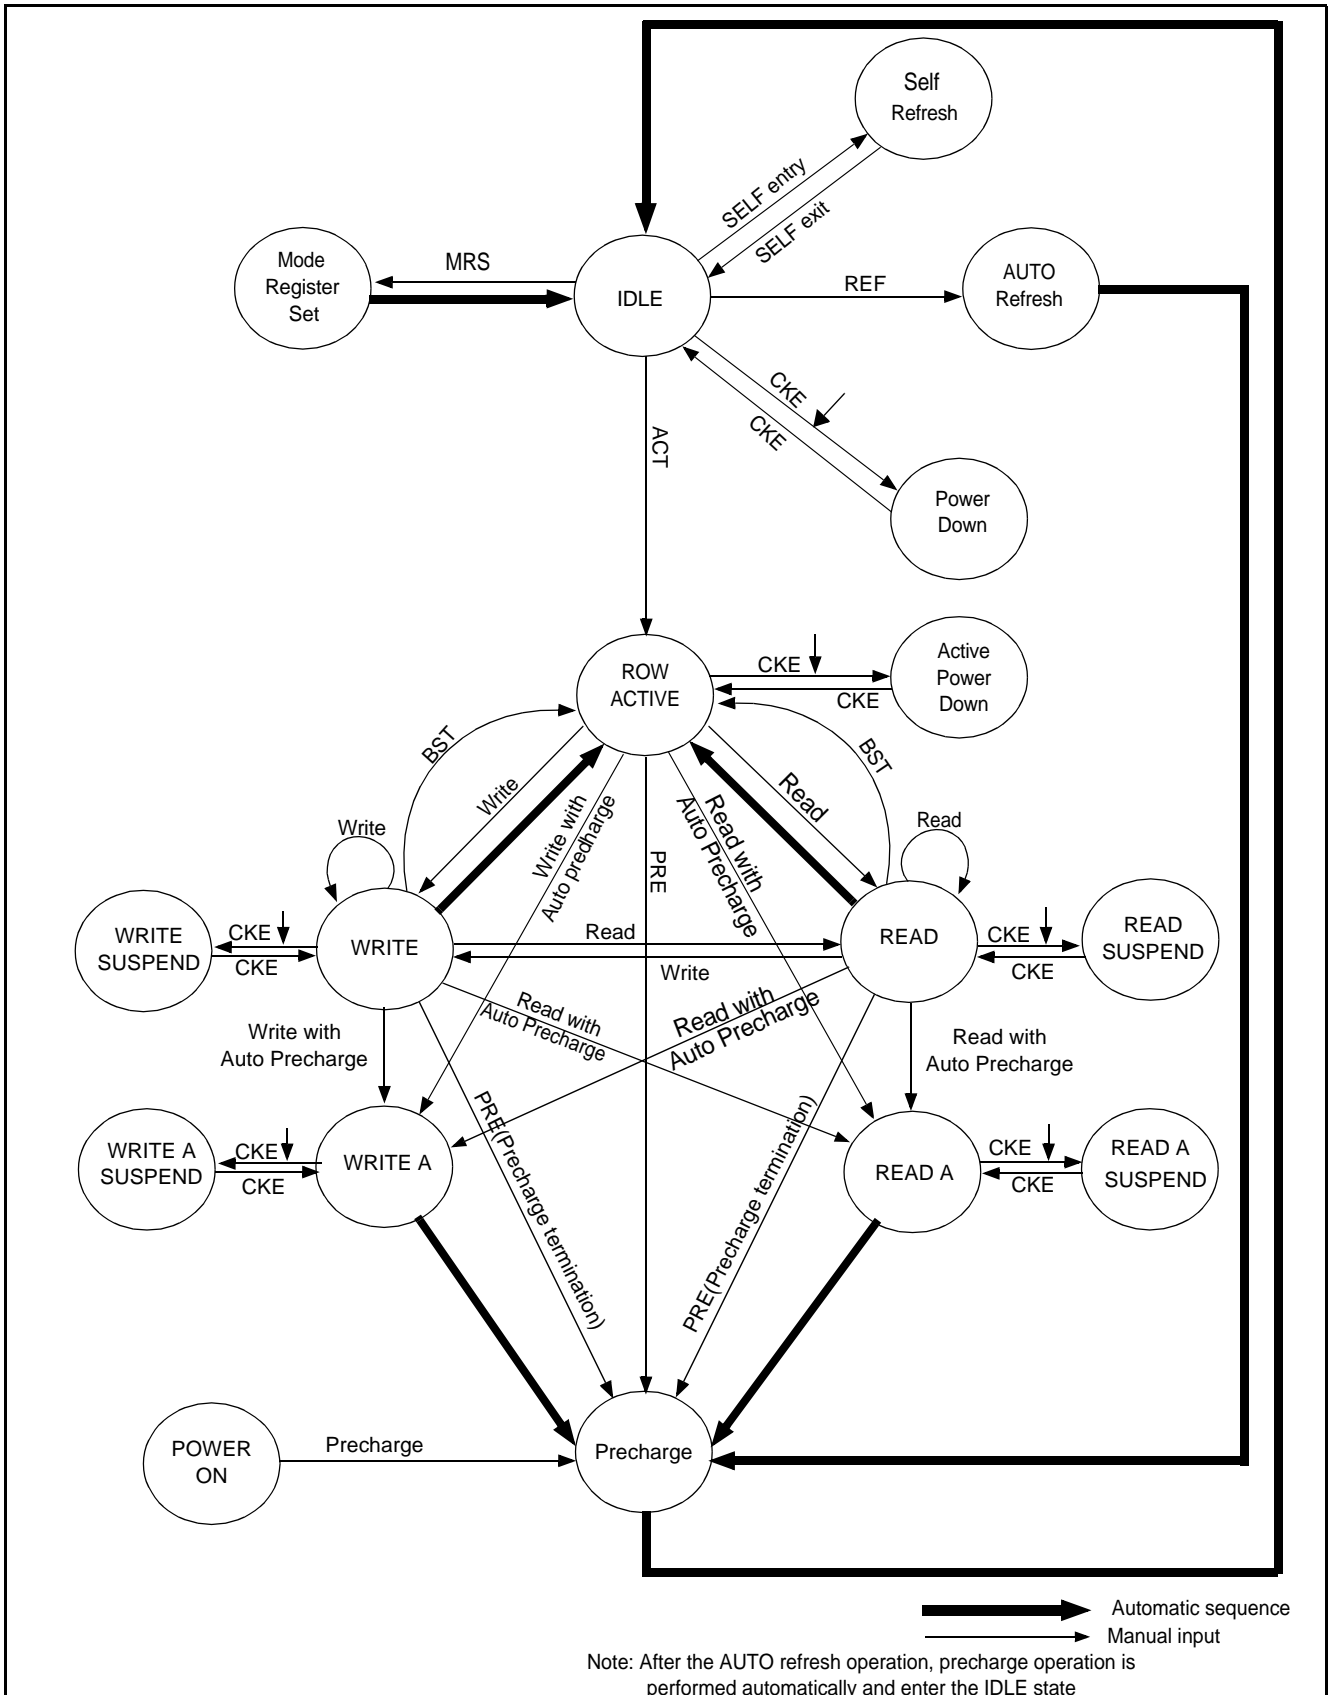 Self
Refresh
SELF entry
SELF exit
Mode
Register
Set
MRS
IDLE
REF
AUTO
Refresh
CKE
CKE
ACT
Power
Down
ROW
ACTIVE
CKE
CKE
Active
Power
Down
BST
Write
Write with
Auto predharge
PRE
Read with
Auto Precharge
Read
BST
Write
Read
WRITE
SUSPEND
CKE
CKE
WRITE
Read
Write
READ
CKE
CKE
READ
SUSPEND
Write with
Auto Precharge
Read with
Auto Precharge
Read with
Auto Precharge
Read with
Auto Precharge
PRE(Precharge termination)
PRE(Precharge termination)
WRITE A
SUSPEND
CKE
CKE
WRITE A
READ A
CKE
CKE
READ A
SUSPEND
POWER
ON
Precharge
Precharge
Automatic sequence
Manual input
Note: After the AUTO refresh operation, precharge operation is
performed automatically and enter the IDLE state